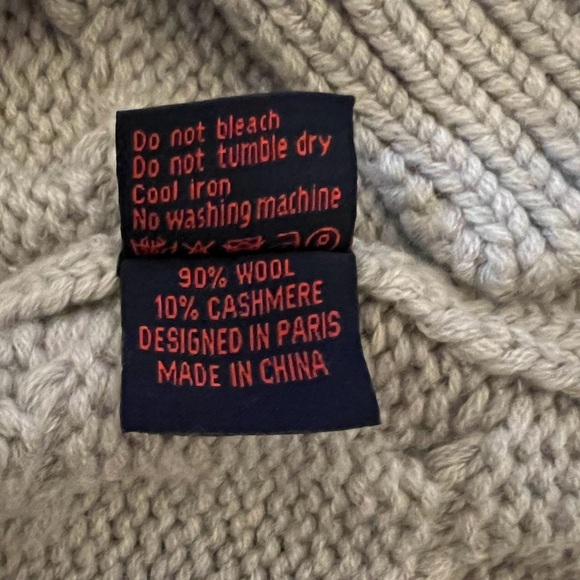 Do not bleach
Do not tumble dry
Cool iron
No washing machine
90% WOOL
10% CASHMERE
DESIGNED IN PARIS
MADE IN CHINA